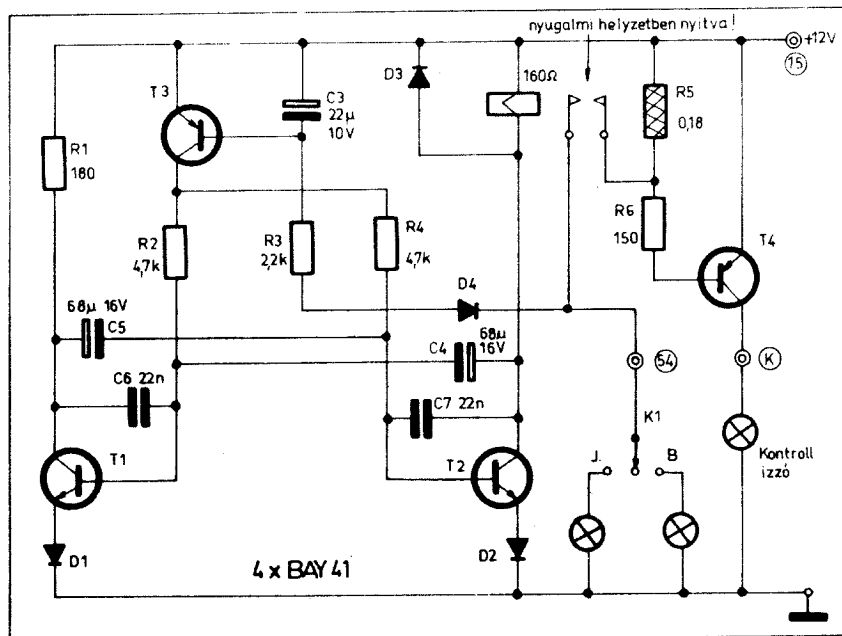 nyugalmi helyzetben nyitva!
+12V
15
T3
D3
160Ω
C3
22μ
10V
R5
0,18
R1
180
R2
4,7k
R3
2,2k
R4
4,7k
R6
150
T4
D4
68μ 16V
C5
C4
68μ
16V
54
K
C6 22n
C7 22n
K1
T1
T2
J.
B
Kontroll
izzó
D1
4 x BAY 41
D2